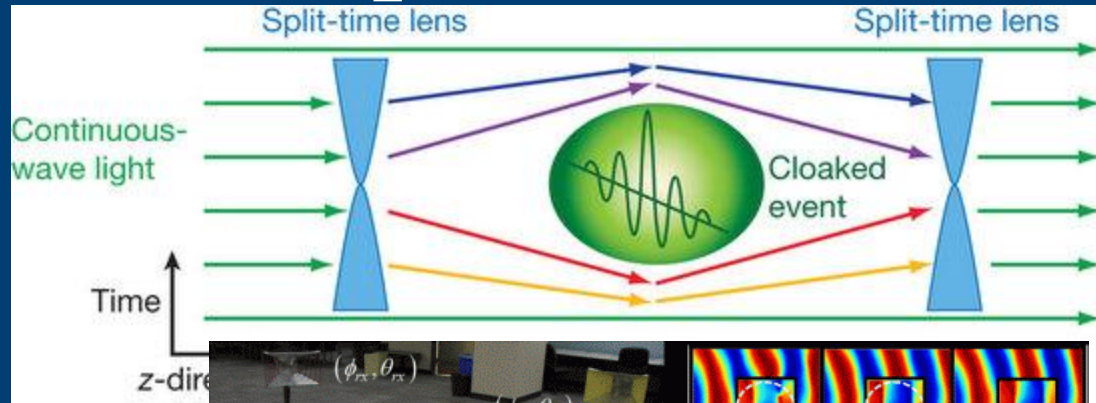 Split-time lens
Split-time lens
Continuous-
wave light
Cloaked
event
Time
(ϕrx, θrx)